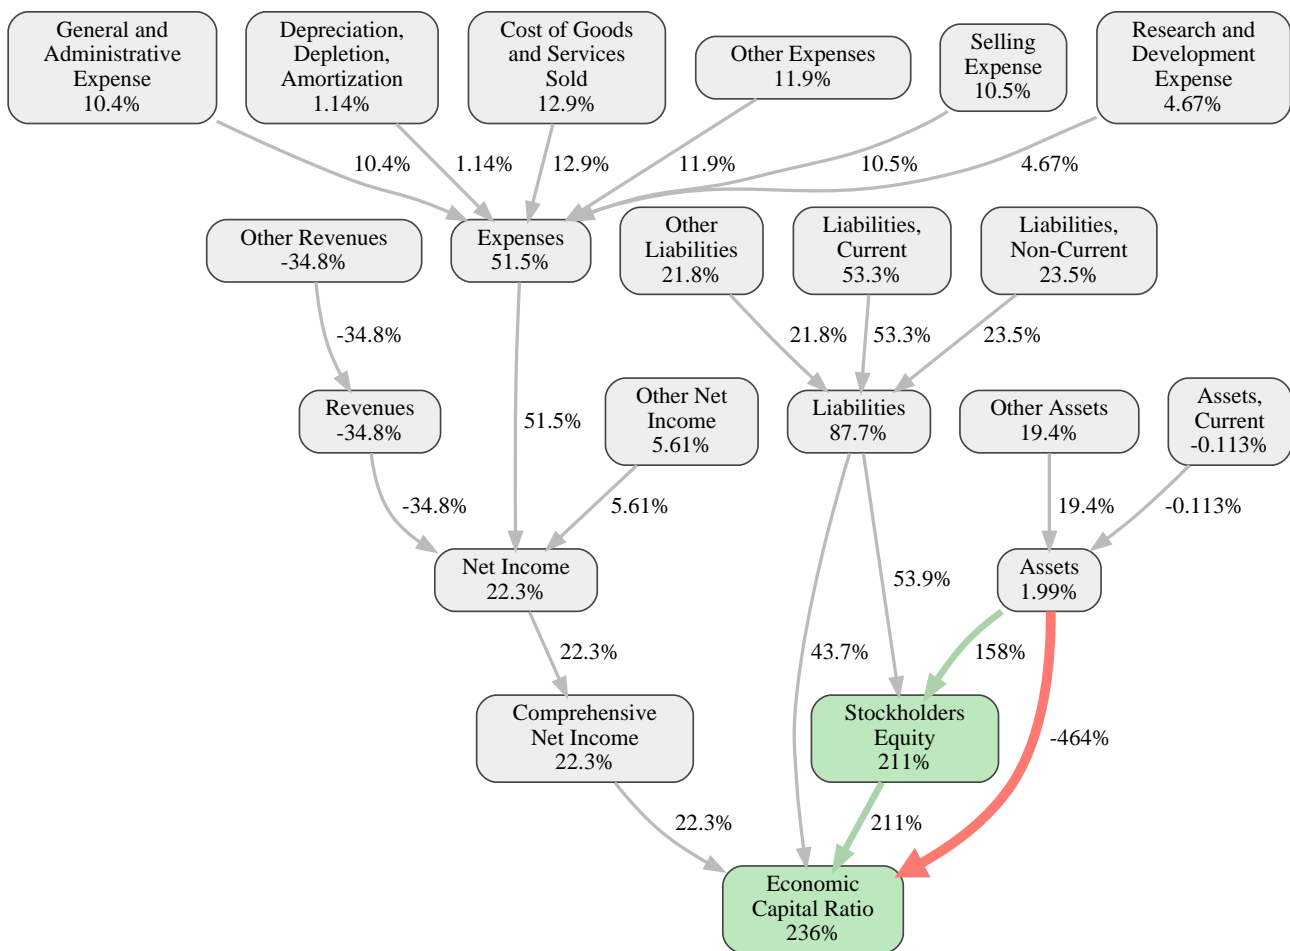 General and
Administrative
Expense
10.4%
Depreciation,
Depletion,
Amortization
1.14%
Cost of Goods
and Services
Sold
12.9%
Other Expenses
11.9%
Selling
Expense
10.5%
Research and
Development
Expense
4.67%
10.4%
1.14%
12.9%
11.9%
10.5%
4.67%
Other Revenues
-34.8%
Expenses
51.5%
Other
Liabilities
21.8%
Liabilities,
Current
53.3%
Liabilities,
Non-Current
23.5%
-34.8%
21.8%
53.3%
23.5%
Revenues
-34.8%
51.5%
Other Net
Income
5.61%
Liabilities
87.7%
Other Assets
19.4%
Assets,
Current
-0.113%
-34.8%
5.61%
19.4%
-0.113%
Net Income
22.3%
53.9%
Assets
1.99%
22.3%
43.7%
158%
Comprehensive
Net Income
22.3%
Stockholders
Equity
211%
-464%
22.3%
211%
Economic
Capital Ratio
236%